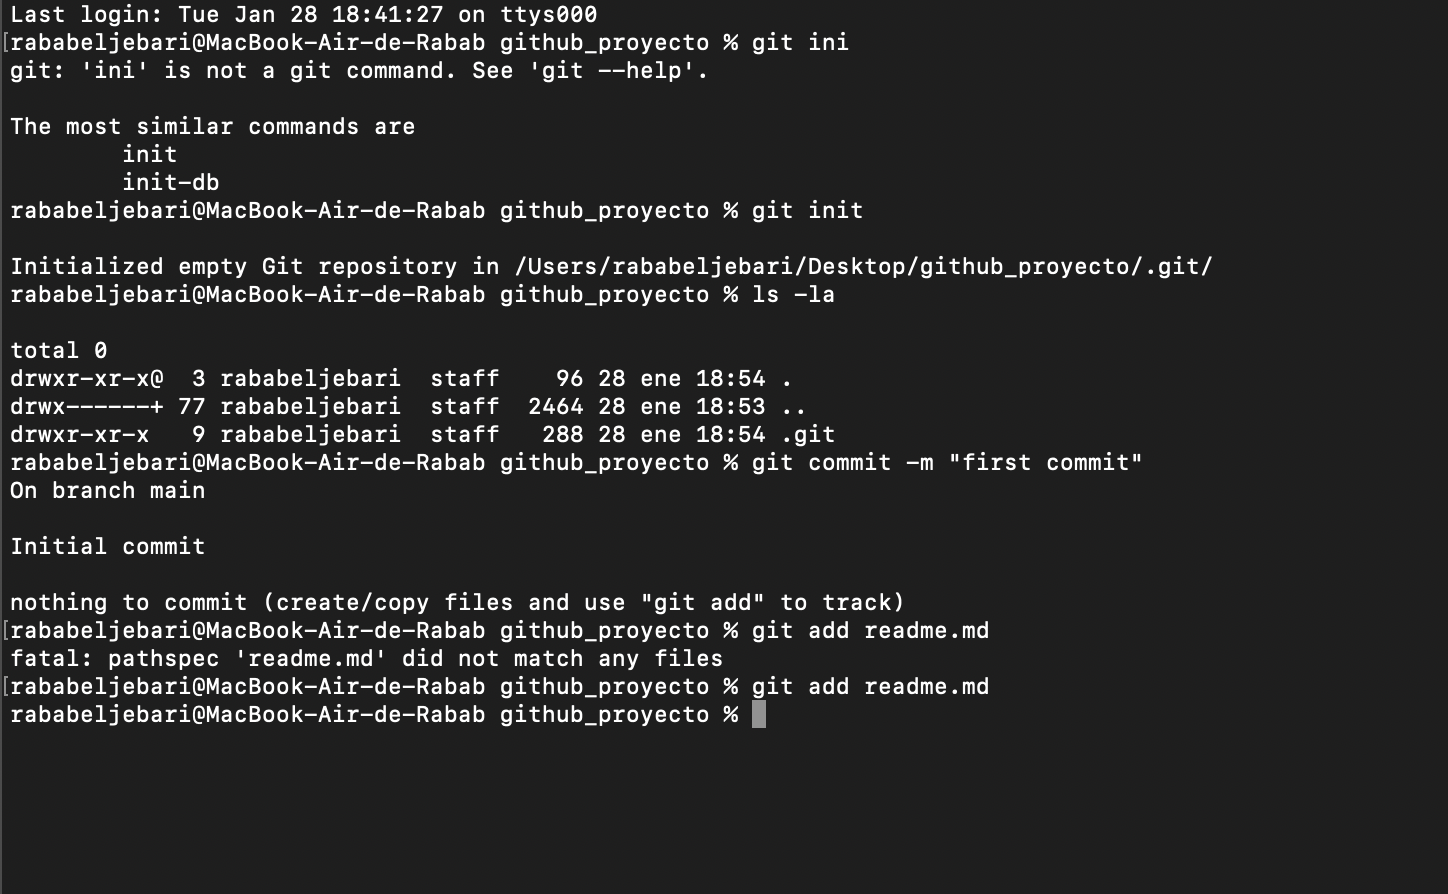 Last login: Tue Jan 28 18:41:27 on ttys000
[rababeljebari@MacBook-Air-de-Rabab github_proyecto % git ini
git: 'ini' is not a git command. See 'git --help'.

The most similar commands are
        init
        init-db
rababeljebari@MacBook-Air-de-Rabab github_proyecto % git init

Initialized empty Git repository in /Users/rababeljebari/Desktop/github_proyecto/.git/
rababeljebari@MacBook-Air-de-Rabab github_proyecto % ls -la

total 0
drwxr-xr-x@  3 rababeljebari  staff    96 28 ene 18:54 .
drwx------+ 77 rababeljebari  staff  2464 28 ene 18:53 ..
drwxr-xr-x   9 rababeljebari  staff   288 28 ene 18:54 .git
rababeljebari@MacBook-Air-de-Rabab github_proyecto % git commit -m "first commit"
On branch main

Initial commit

nothing to commit (create/copy files and use "git add" to track)
[rababeljebari@MacBook-Air-de-Rabab github_proyecto % git add readme.md
fatal: pathspec 'readme.md' did not match any files
[rababeljebari@MacBook-Air-de-Rabab github_proyecto % git add readme.md
rababeljebari@MacBook-Air-de-Rabab github_proyecto %